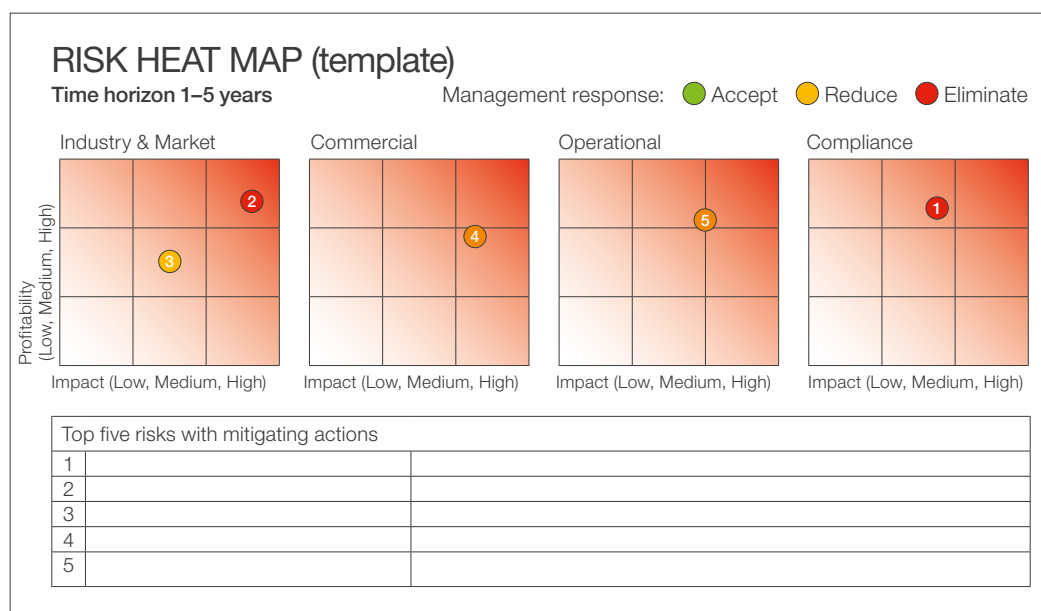 RISK HEAT MAP (template)
Time horizon 1–5 years
Management response: Accept Reduce Eliminate
Industry & Market
Commercial
Operational
Compliance
Profitability
(Low, Medium, High)
2
3
4
5
1
Impact (Low, Medium, High)
Impact (Low, Medium, High)
Impact (Low, Medium, High)
Impact (Low, Medium, High)
Top five risks with mitigating actions
1
2
3
4
5